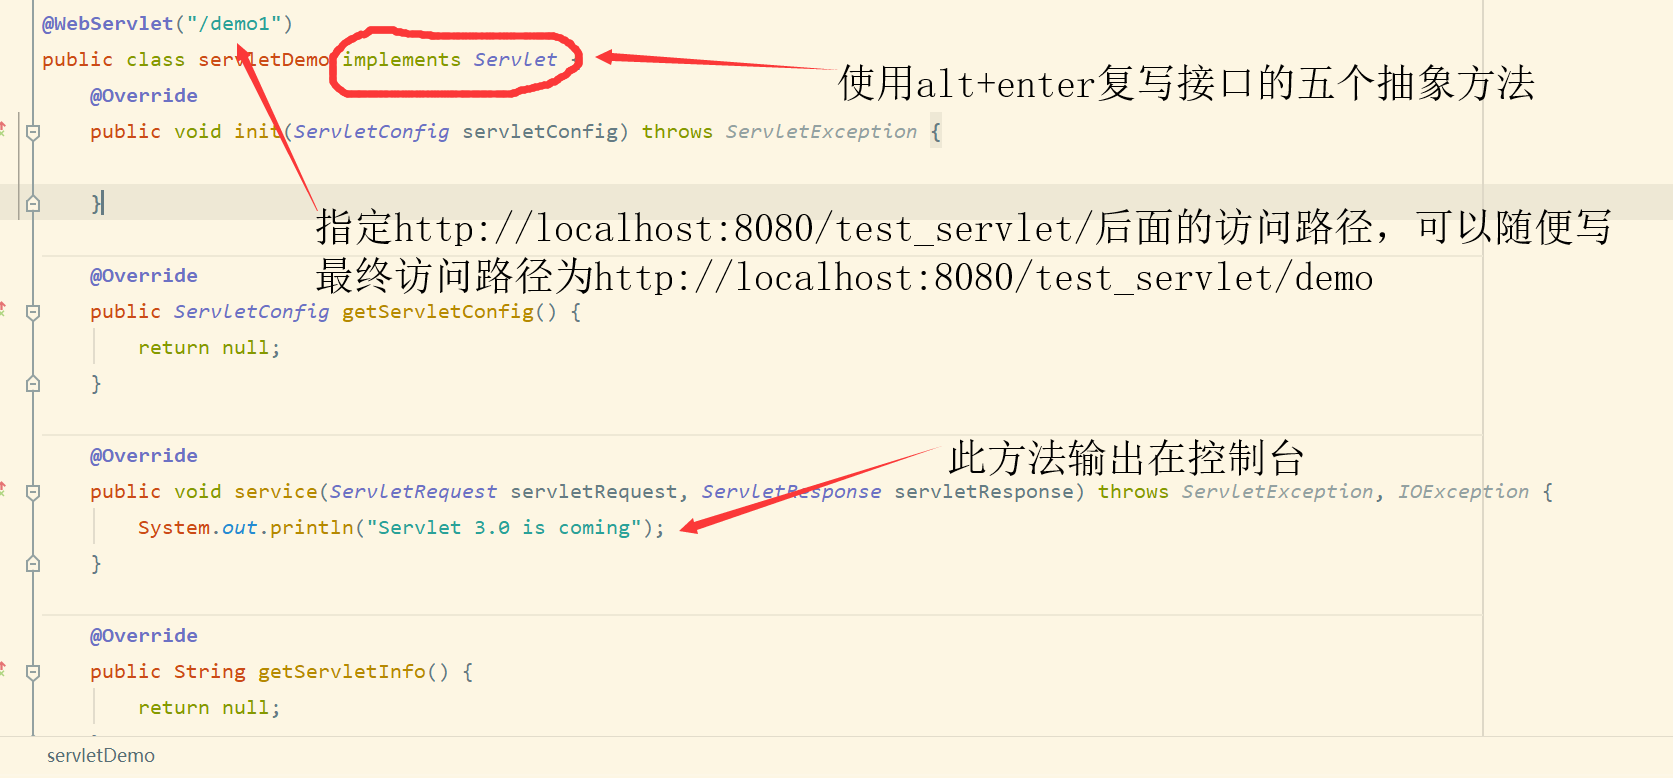 @WebServlet("/demo1")
public class servletDemo implements Servlet {
使用alt+enter复写接口的五个抽象方法
@Override
public void init(ServletConfig servletConfig) throws ServletException {
}
指定http://localhost:8080/test_servlet/后面的访问路径，可以随便写
最终访问路径为http://localhost:8080/test_servlet/demo
@Override
public ServletConfig getServletConfig() {
return null;
}
@Override
此方法输出在控制台
public void service(ServletRequest servletRequest, ServletResponse servletResponse) throws ServletException, IOException {
System.out.println("Servlet 3.0 is coming");
}
@Override
public String getServletInfo() {
return null;
servletDemo